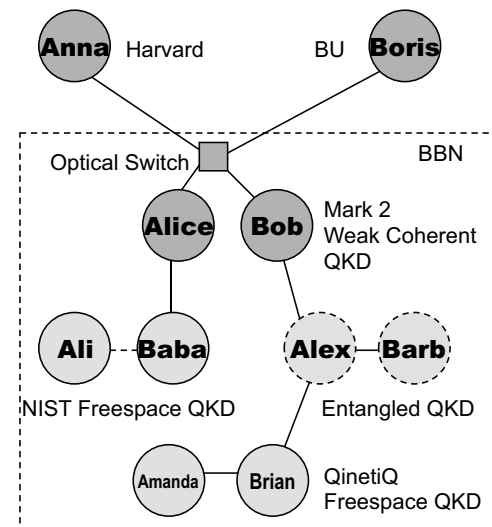 Anna
Harvard
BU
Boris
Optical Switch
BBN
Alice
Bob
Mark 2
Weak Coherent
QKD
Ali
Baba
Alex
Barb
NIST Freespace QKD
Entangled QKD
Amanda
Brian
QinetiQ
Freespace QKD